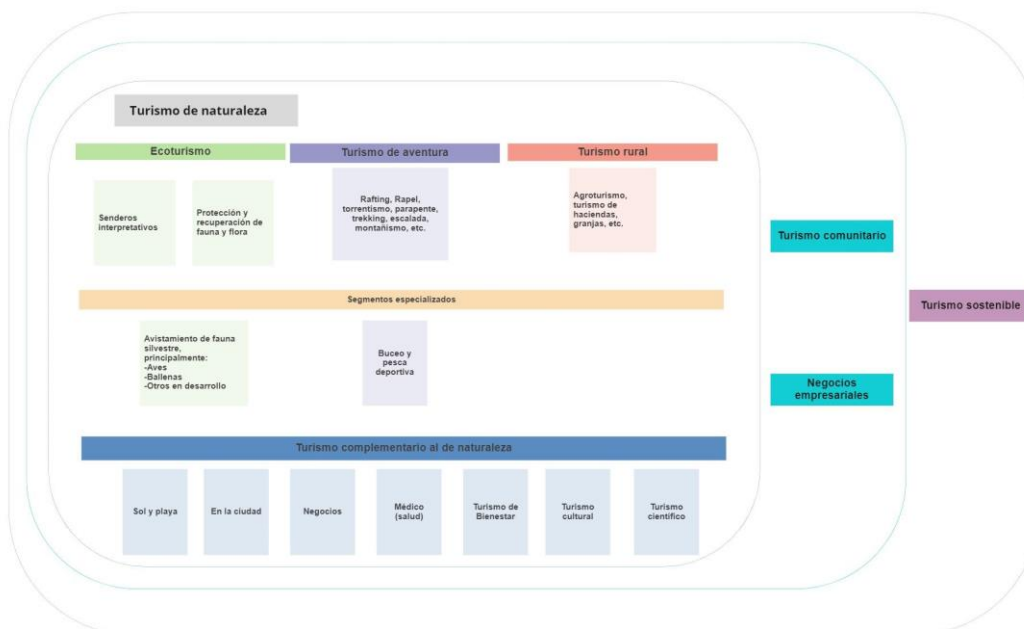 Turismo de naturaleza
Ecoturismo
Turismo de aventura
Turismo rural
Senderos
interpretativos
Protección y
recuperación de
fauna y flora
Rafting, Rapel,
torrentismo, parapente,
trekking, escalada,
montañismo, etc.
Agroturismo,
turismo de
haciendas,
granjas, etc.
Turismo comunitario
Segmentos especializados
Turismo sostenible
Avistamiento de fauna
silvestre,
principalmente:
-Aves
-Ballenas
-Otros en desarrollo
Buceo y
pesca
deportiva
Negocios
empresariales
Turismo complementario al de naturaleza
Sol y playa
En la ciudad
Negocios
Médico
(salud)
Turismo de
Bienestar
Turismo
cultural
Turismo
científico